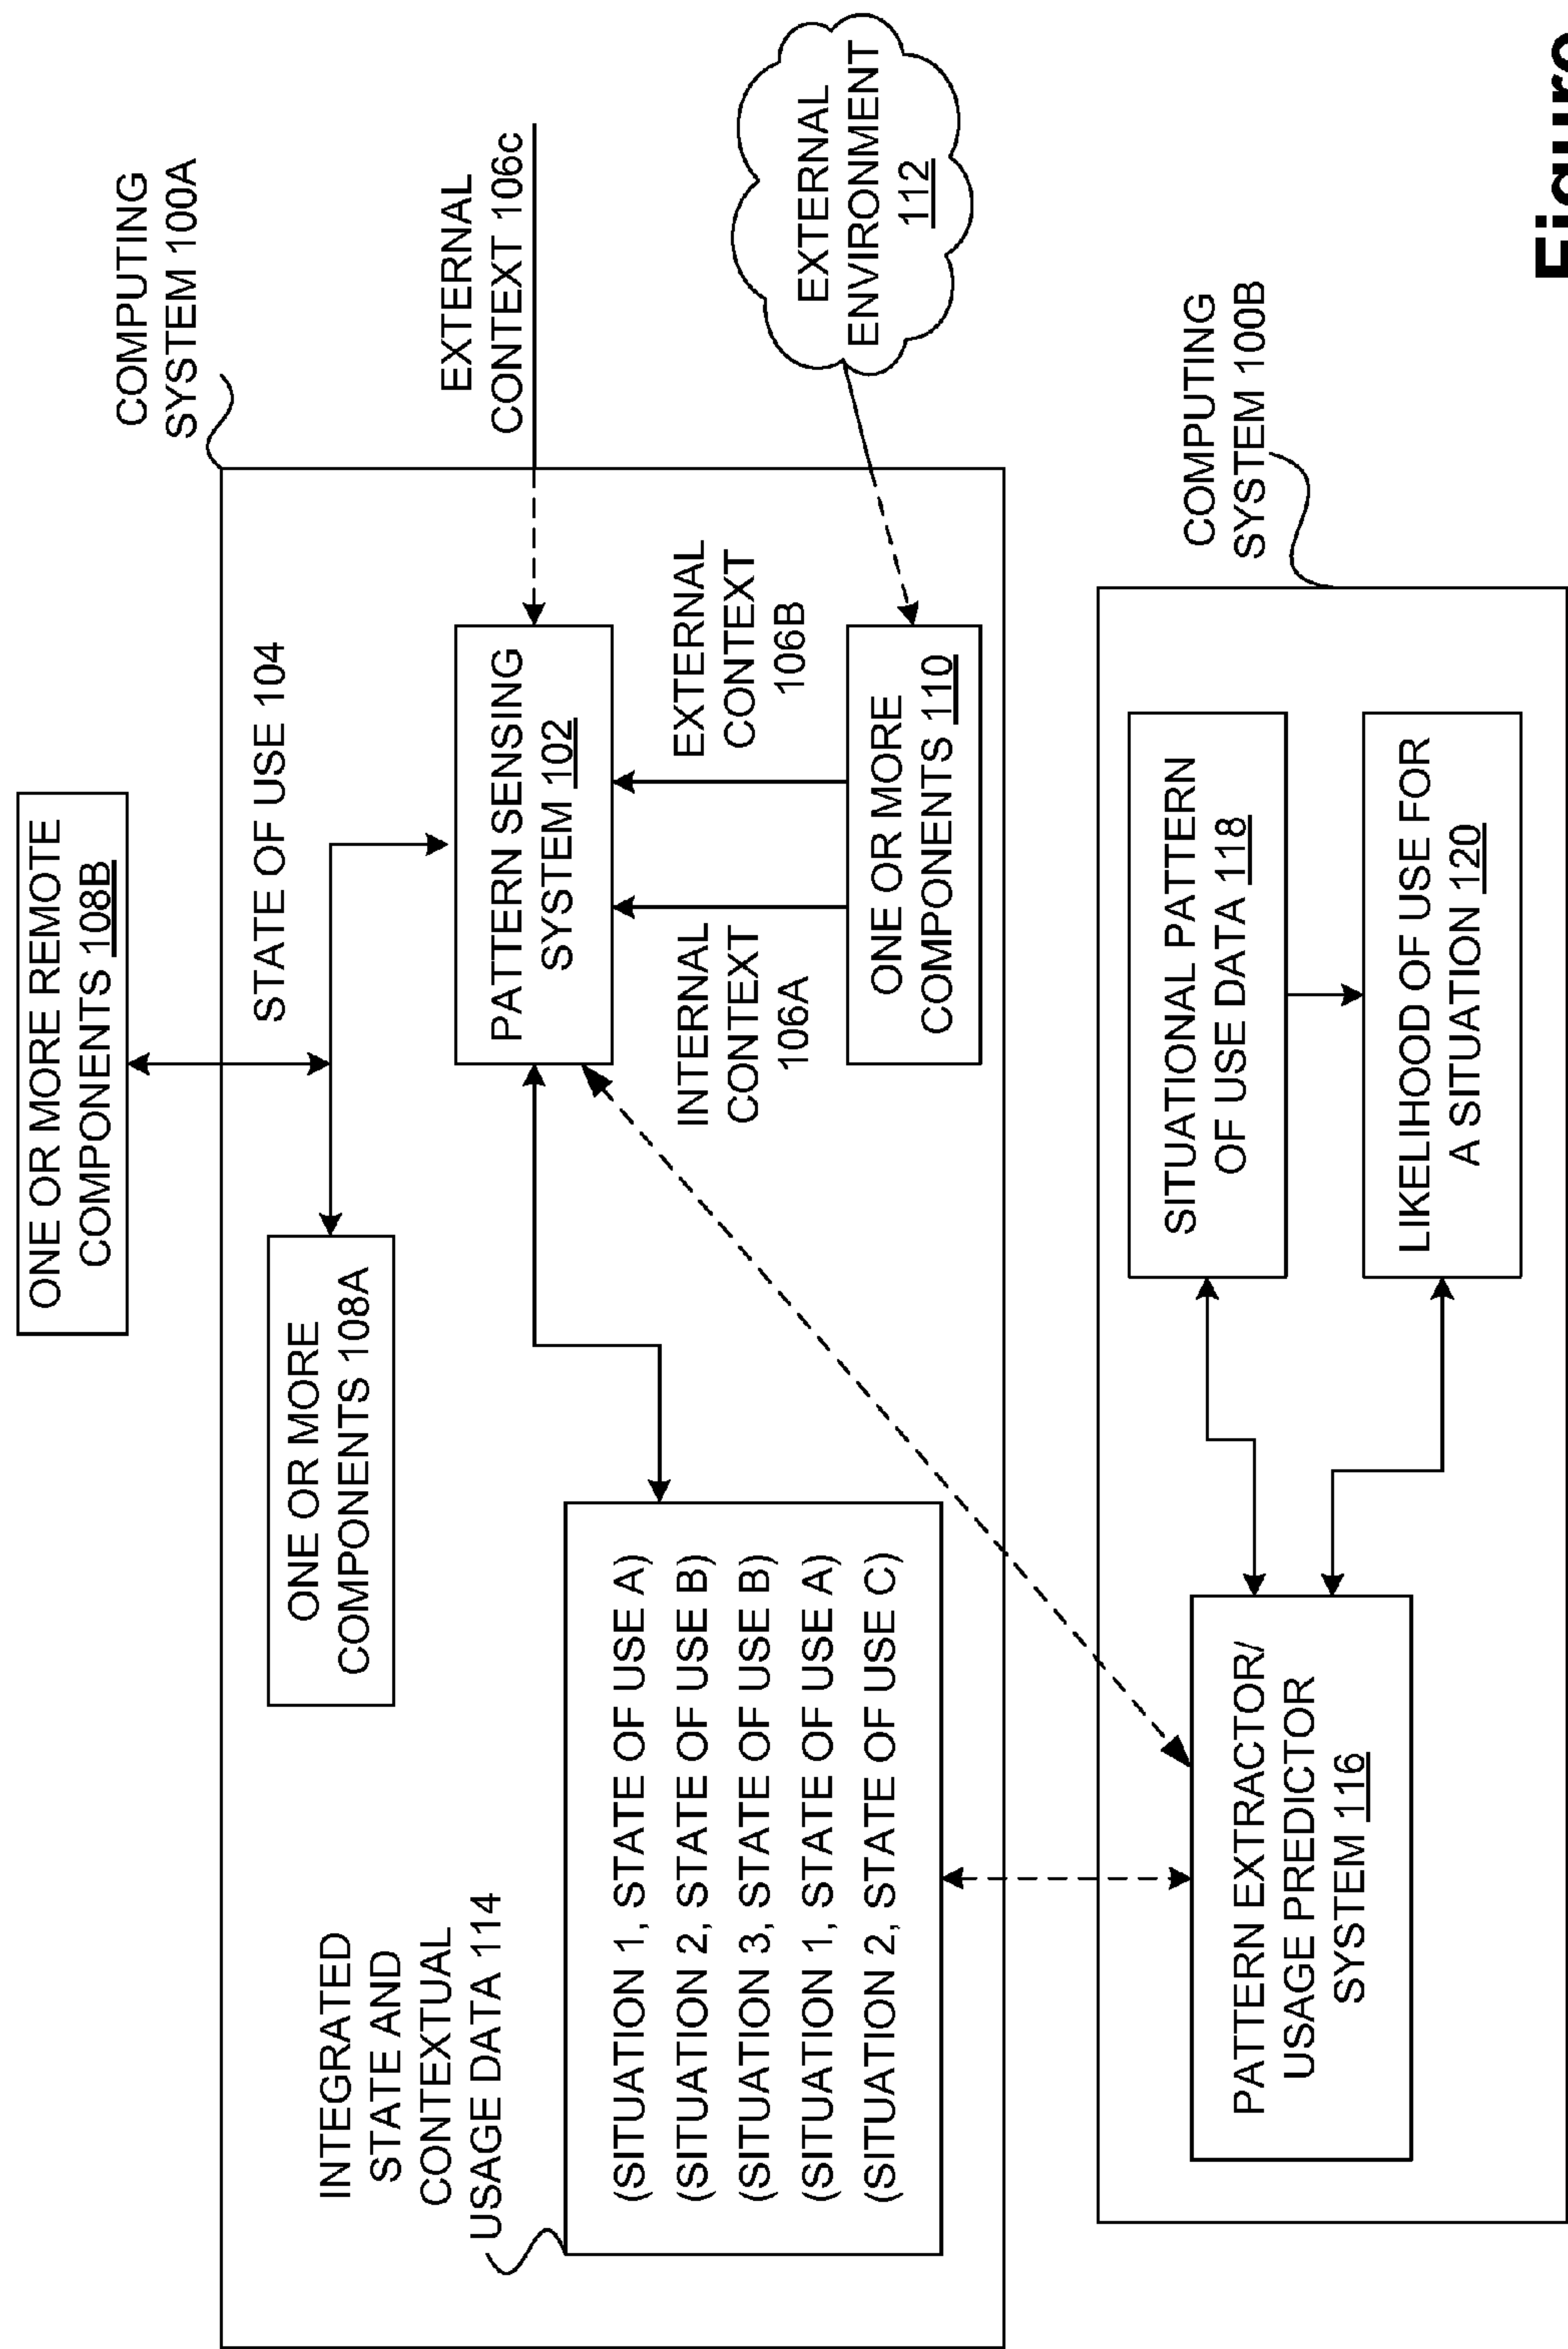 ONE OR MORE REMOTE
COMPONENTS 108B
COMPUTING
SYSTEM 100A
STATE OF USE 104
ONE OR MORE
COMPONENTS 108A
INTEGRATED
STATE AND
CONTEXTUAL
USAGE DATA 114
EXTERNAL
CONTEXT 106c
PATTERN SENSING
SYSTEM 102
(SITUATION 1, STATE OF USE A)
(SITUATION 2, STATE OF USE B)
(SITUATION 3, STATE OF USE B)
(SITUATION 1, STATE OF USE A)
(SITUATION 2, STATE OF USE C)
INTERNAL
CONTEXT
106A
EXTERNAL
CONTEXT
106B
EXTERNAL
ENVIRONMENT
112
ONE OR MORE
COMPONENTS 110
COMPUTING
SYSTEM 100B
SITUATIONAL PATTERN
OF USE DATA 118
PATTERN EXTRACTOR/
USAGE PREDICTOR
SYSTEM 116
LIKELIHOOD OF USE FOR
A SITUATION 120
Figure